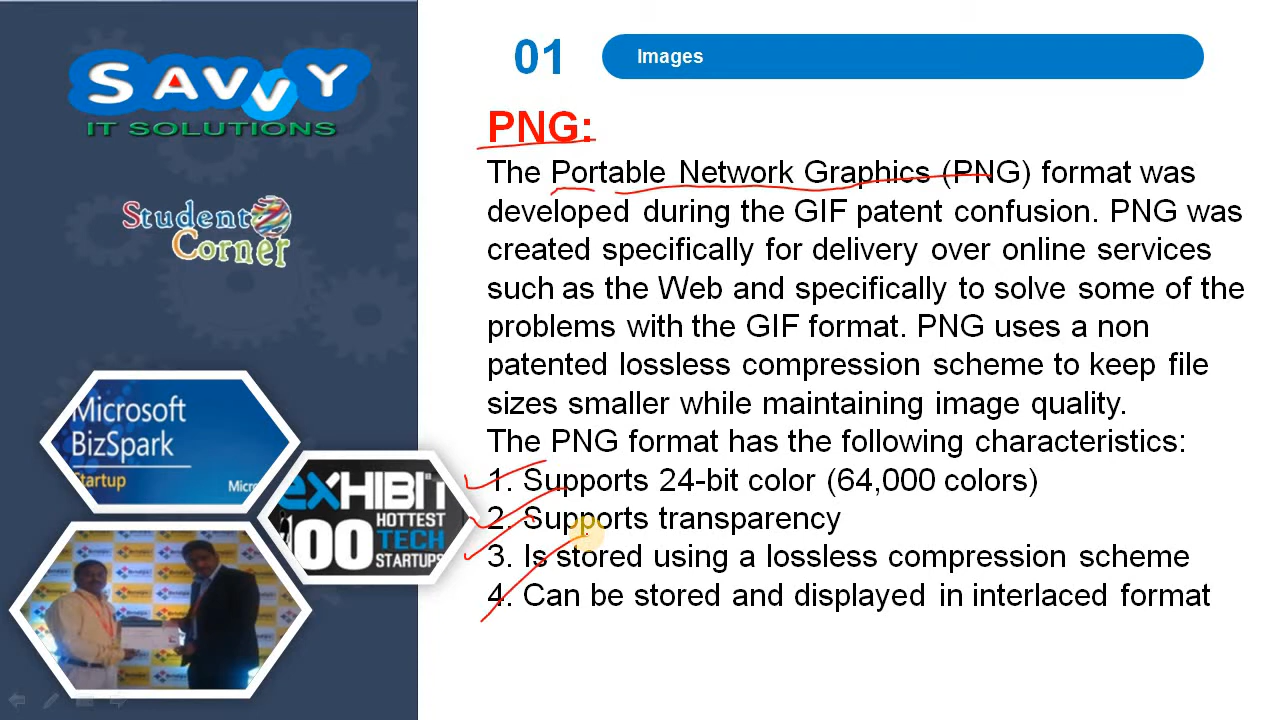 SAVVY
IT SOLUTIONS
Student
Corner
Microsoft
BizSpark
Startup
Micros
eXHIBIT
100
HOTTEST
TECH
STARTUPS
01
Images
PNG:
The Portable Network Graphics (PNG) format was
developed during the GIF patent confusion. PNG was
created specifically for delivery over online services
such as the Web and specifically to solve some of the
problems with the GIF format. PNG uses a non
patented lossless compression scheme to keep file
sizes smaller while maintaining image quality.
The PNG format has the following characteristics:
1. Supports 24-bit color (64,000 colors)
2. Supports transparency
3. Is stored using a lossless compression scheme
4. Can be stored and displayed in interlaced format